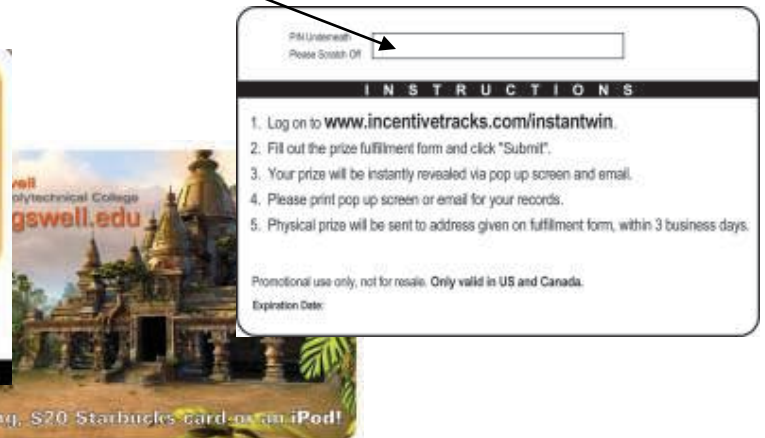 PIN Underneath
Please Scratch Off
INSTRUCTIONS
1. Log on to www.incentivetracks.com/instantwin.
2. Fill out the prize fulfillment form and click "Submit".
3. Your prize will be instantly revealed via pop up screen and email.
4. Please print pop up screen or email for your records.
5. Physical prize will be sent to address given on fulfillment form, within 3 business days.
Promotional use only, not for resale. Only valid in US and Canada.
Expiration Date:
well
olytechnical College
gswell.edu
ng, $20 Starbucks card or an iPod!